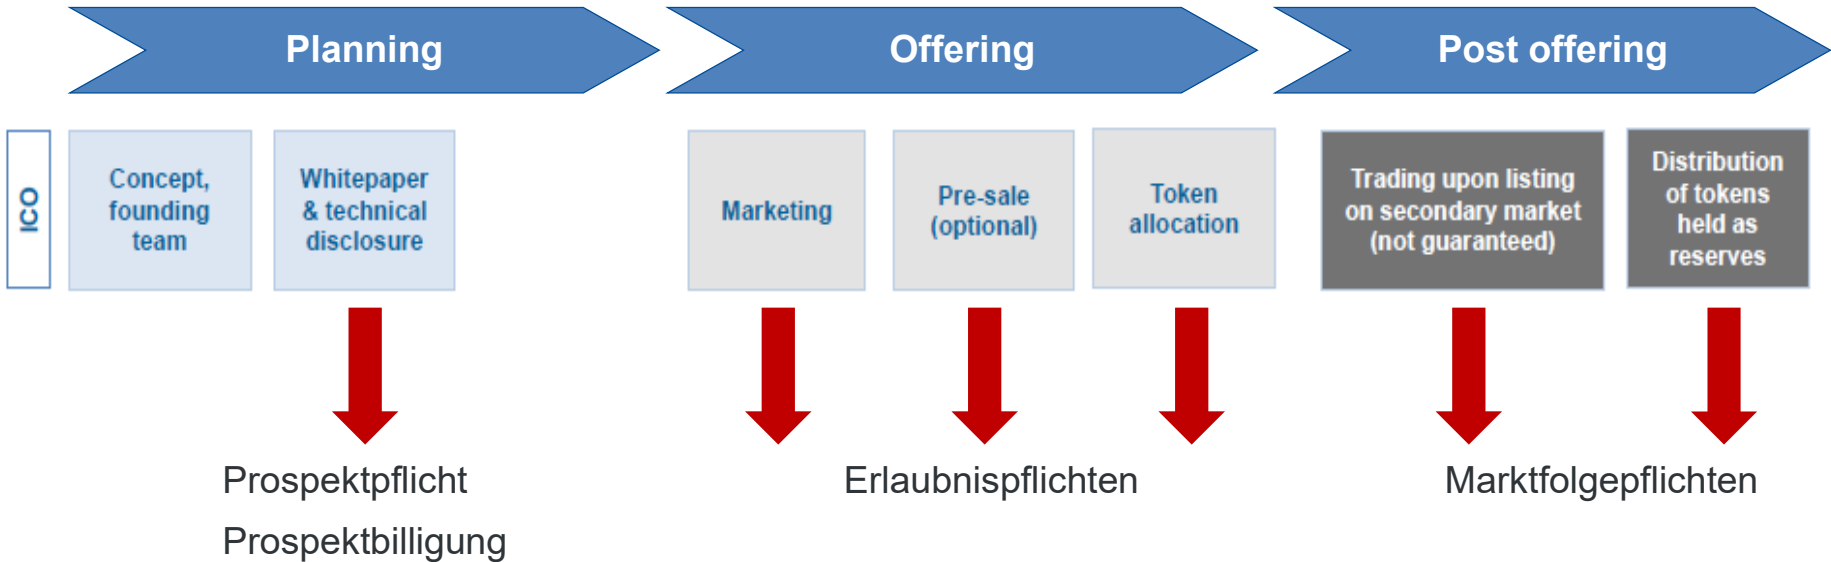 Planning
Offering
Post offering
ICO
Concept,
founding
team
Whitepaper
& technical
disclosure
Marketing
Pre-sale
(optional)
Token
allocation
Trading upon listing
on secondary market
(not guaranteed)
Distribution
of tokens
held as
reserves
Prospektpflicht
Prospektbilligung
Erlaubnispflichten
Marktfolgepflichten